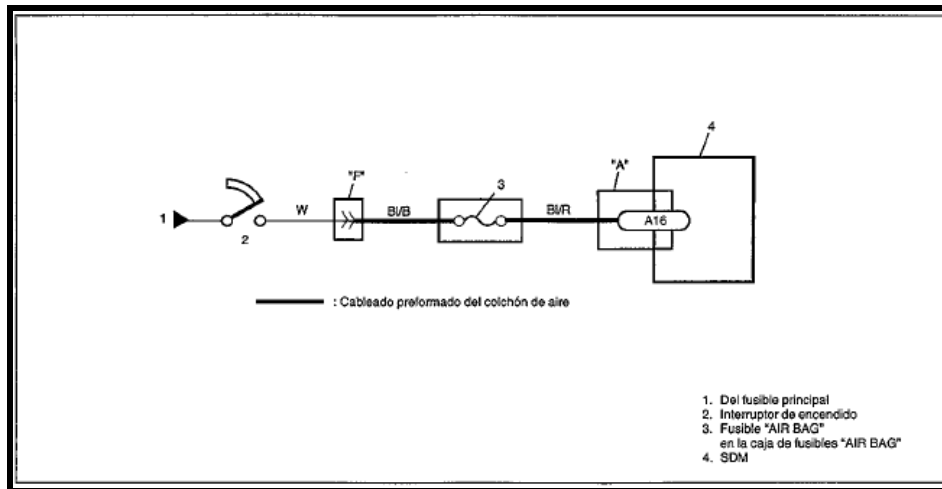 4
"A"
"F"
3
1
W
Bl/B
Bl/R
A16
2
: Cableado preformado del colchón de aire
1. Del fusible principal
2. Interruptor de encendido
3. Fusible "AIR BAG"
en la caja de fusibles "AIR BAG"
4. SDM